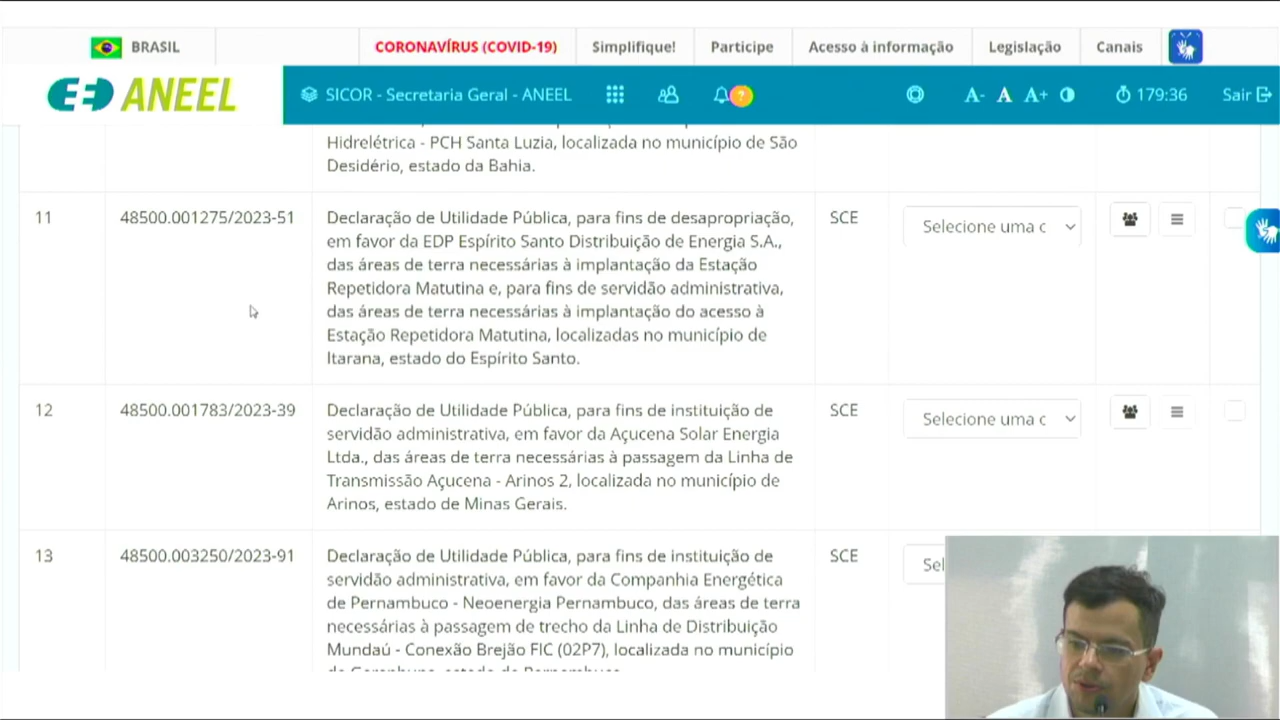 BRASIL
CORONAVÍRUS (COVID-19)
Simplifique!
Participe
Acesso à informação
Legislação
Canais
ANEEL
SICOR - Secretaria Geral - ANEEL
?
A-
A
A+
179:36
Sair
Hidrelétrica - PCH Santa Luzia, localizada no município de São
Desidério, estado da Bahia.
11
48500.001275/2023-51
Declaração de Utilidade Pública, para fins de desapropriação,
em favor da EDP Espírito Santo Distribuição de Energia S.A.,
das áreas de terra necessárias à implantação da Estação
Repetidora Matutina e, para fins de servidão administrativa,
das áreas de terra necessárias à implantação do acesso à
Estação Repetidora Matutina, localizadas no município de
Itarana, estado do Espírito Santo.
SCE
Selecione uma c
12
48500.001783/2023-39
Declaração de Utilidade Pública, para fins de instituição de
servidão administrativa, em favor da Açucena Solar Energia
Ltda., das áreas de terra necessárias à passagem da Linha de
Transmissão Açucena - Arinos 2, localizada no município de
Arinos, estado de Minas Gerais.
SCE
Selecione uma c
13
48500.003250/2023-91
Declaração de Utilidade Pública, para fins de instituição de
servidão administrativa, em favor da Companhia Energética
de Pernambuco - Neoenergia Pernambuco, das áreas de terra
necessárias à passagem de trecho da Linha de Distribuição
Mundaú - Conexão Brejão FIC (02P7), localizada no município
SCE
Sel